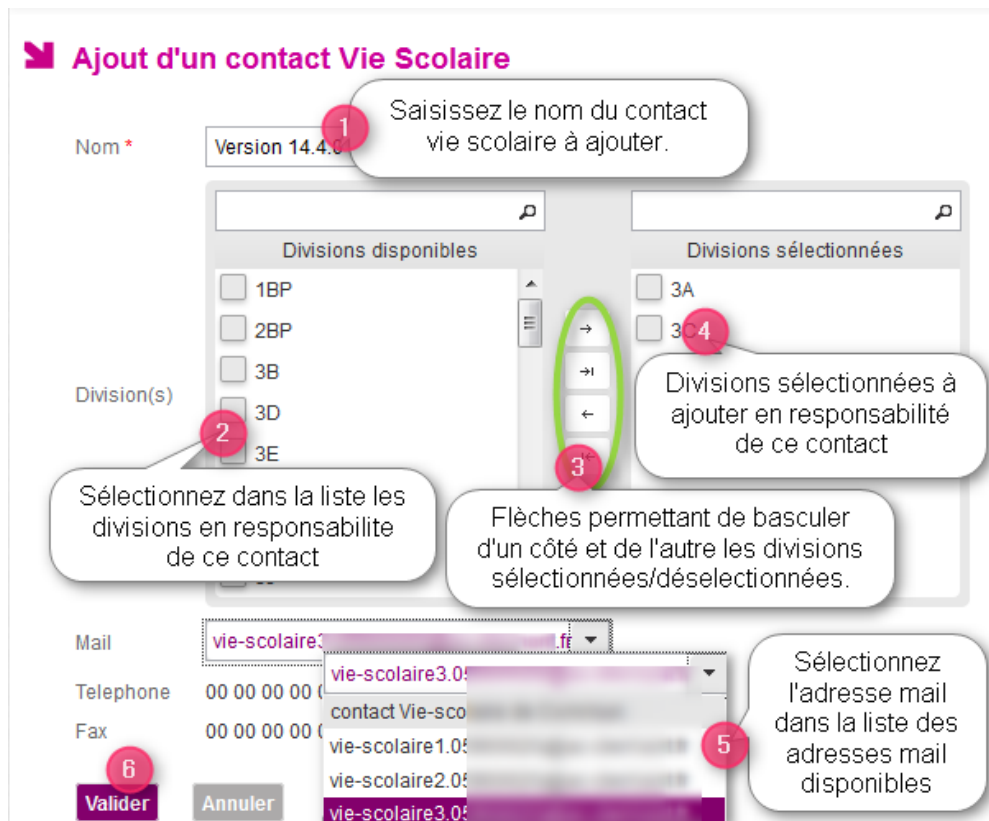 Ajout d'un contact Vie Scolaire
1
Saisissez le nom du contact
vie scolaire à ajouter.
Nom *
Version 14.4.0
Divisions disponibles
Divisions sélectionnées
1BP
2BP
3B
3D
3E
3A
3C
Division(s)
4
Divisions sélectionnées à
ajouter en responsabilité
de ce contact
2
Sélectionnez dans la liste les
divisions en responsabilite
de ce contact
3
Flèches permettant de basculer
d'un côté et de l'autre les divisions
sélectionnées/déselectionnées.
Mail
vie-scolaire3
.fr
vie-scolaire3.05
contact Vie-sco
vie-scolaire1.05
vie-scolaire2.05
vie-scolaire3.05
Telephone
00 00 00 00
Fax
00 00 00 00
5
Sélectionnez
l'adresse mail
dans la liste des
adresses mail
disponibles
6
Valider
Annuler